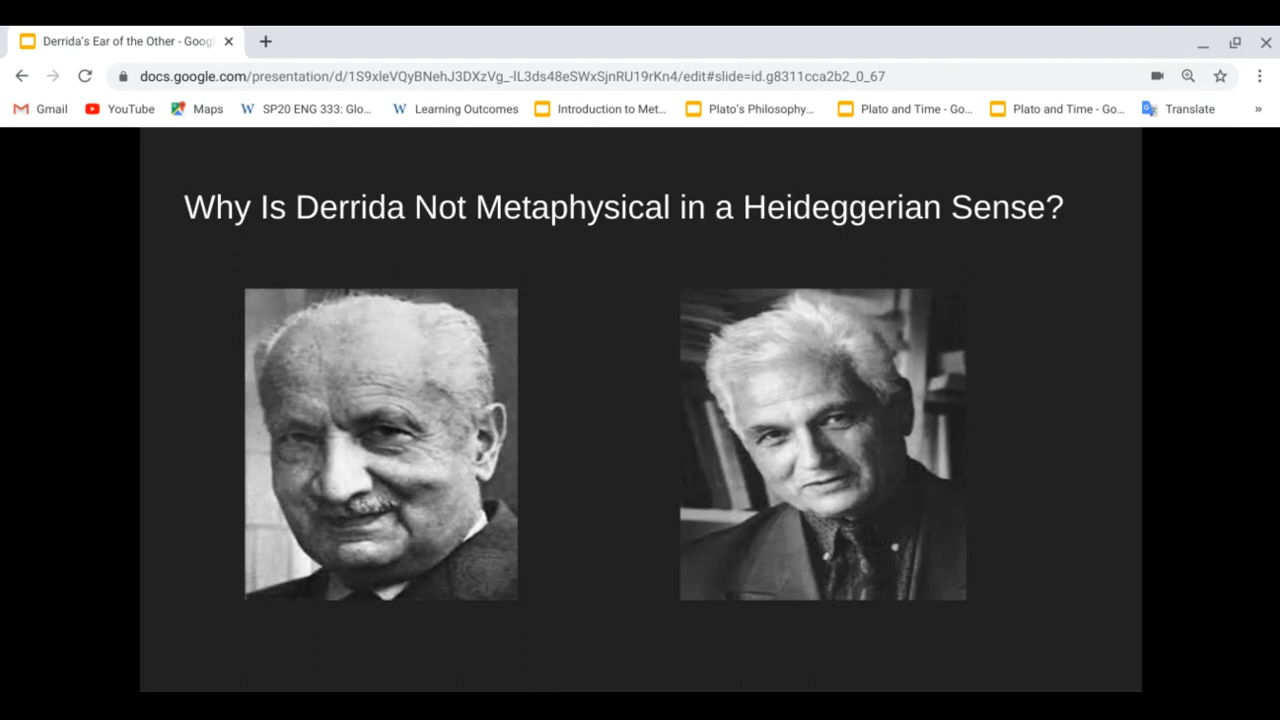 Derrida's Ear of the Other - Goog
docs.google.com/presentation/d/1S9xleVQyBNehJ3DXzVg_-lL3ds48eSWxSjnRU19rKn4/edit#slide=id.g8311cca2b2_0_67
Gmail YouTube Maps SP20 ENG 333: Glo... Learning Outcomes Introduction to Met... Plato's Philosophy... Plato and Time - Go... Plato and Time - Go... Translate »
Why Is Derrida Not Metaphysical in a Heideggerian Sense?